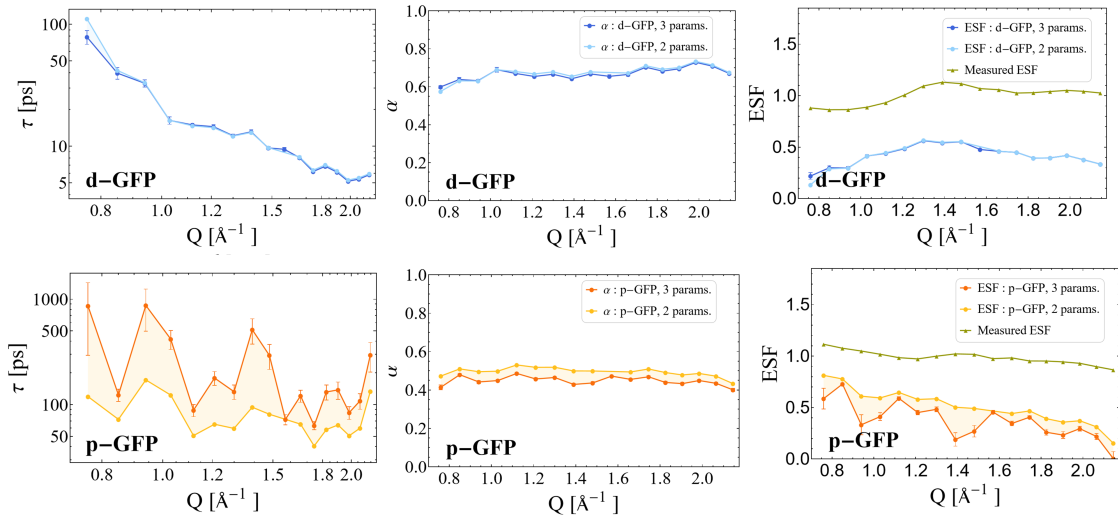 100
50
10
5
τ [ps]
d−GFP
0.8 1.0 1.2 1.5 1.8 2.0
Q [Å⁻¹ ]
1.0
0.8
0.6
0.4
0.2
0.0
α
α : d−GFP, 3 params.
α : d−GFP, 2 params.
d−GFP
0.8 1.0 1.2 1.4 1.6 1.8 2.0
Q [Å⁻¹ ]
1.5
1.0
0.5
0.0
ESF
ESF : d−GFP, 3 params.
ESF : d−GFP, 2 params.
Measured ESF
d−GFP
0.8 1.0 1.2 1.4 1.6 1.8 2.0
Q [Å⁻¹ ]
1000
500
100
50
τ [ps]
p−GFP
0.8 1.0 1.2 1.5 1.8 2.0
Q [Å⁻¹ ]
1.0
0.8
0.6
0.4
0.2
0.0
α
α : p−GFP, 3 params.
α : p−GFP, 2 params.
p−GFP
0.8 1.0 1.2 1.4 1.6 1.8 2.0
Q [Å⁻¹ ]
1.5
1.0
0.5
0.0
ESF
ESF : p−GFP, 3 params.
ESF : p−GFP, 2 params.
Measured ESF
p−GFP
0.8 1.0 1.2 1.4 1.6 1.8 2.0
Q [Å⁻¹ ]